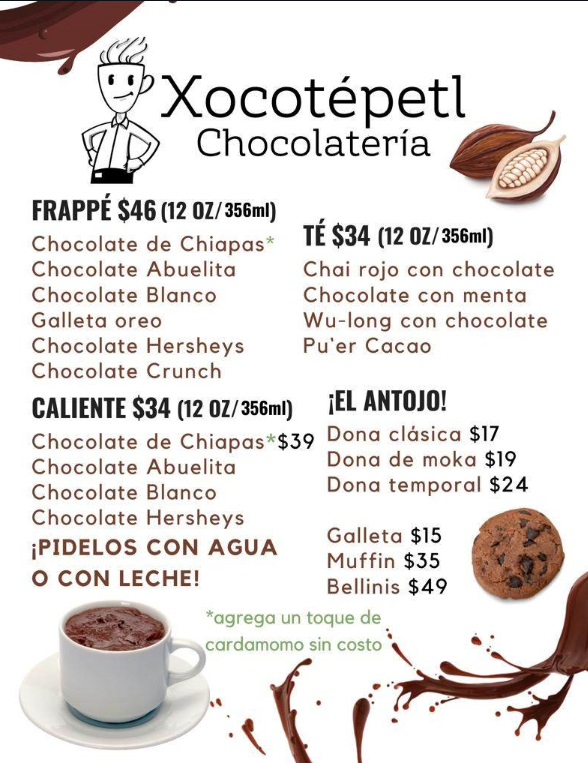 Xocotépetl
Chocolatería
FRAPPÉ $46 (12 OZ/356ml)
Chocolate de Chiapas*
Chocolate Abuelita
Chocolate Blanco
Galleta oreo
Chocolate Hersheys
Chocolate Crunch
CALIENTE $34 (12 OZ/356ml)
Chocolate de Chiapas*$39
Chocolate Abuelita
Chocolate Blanco
Chocolate Hersheys
¡PIDELOS CON AGUA
O CON LECHE!
TÉ $34 (12 OZ/356ml)
Chai rojo con chocolate
Chocolate con menta
Wu-long con chocolate
Pu'er Cacao
¡EL ANTOJO!
Dona clásica $17
Dona de moka $19
Dona temporal $24
Galleta $15
Muffin $35
Bellinis $49
*agrega un toque de
cardamomo sin costo